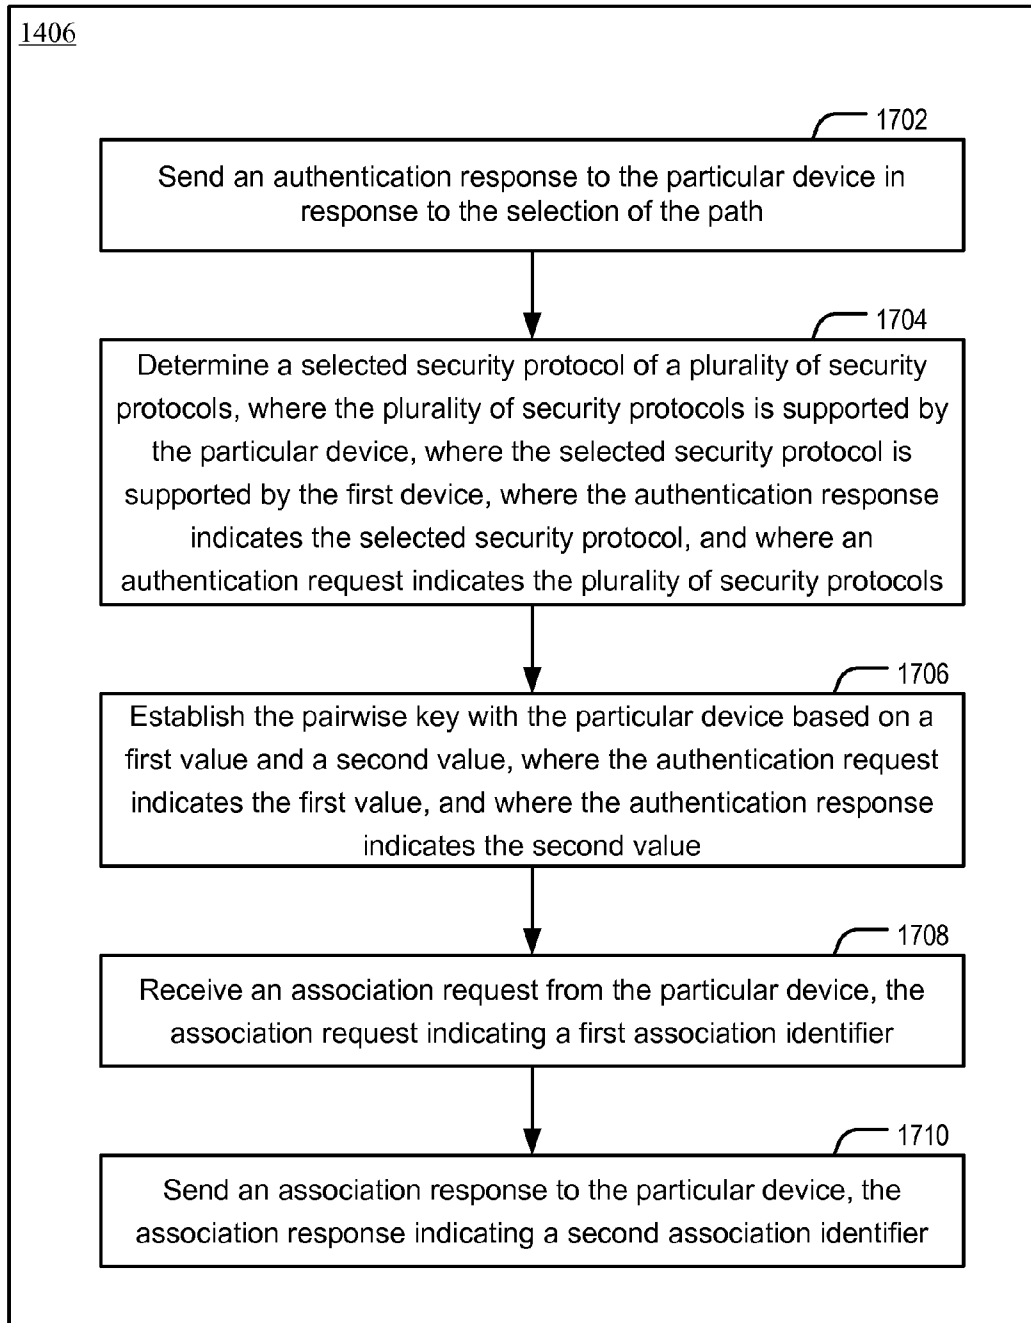 1406
1702
Send an authentication response to the particular device in
response to the selection of the path
1704
Determine a selected security protocol of a plurality of security
protocols, where the plurality of security protocols is supported by
the particular device, where the selected security protocol is
supported by the first device, where the authentication response
indicates the selected security protocol, and where an
authentication request indicates the plurality of security protocols
1706
Establish the pairwise key with the particular device based on a
first value and a second value, where the authentication request
indicates the first value, and where the authentication response
indicates the second value
1708
Receive an association request from the particular device, the
association request indicating a first association identifier
1710
Send an association response to the particular device, the
association response indicating a second association identifier